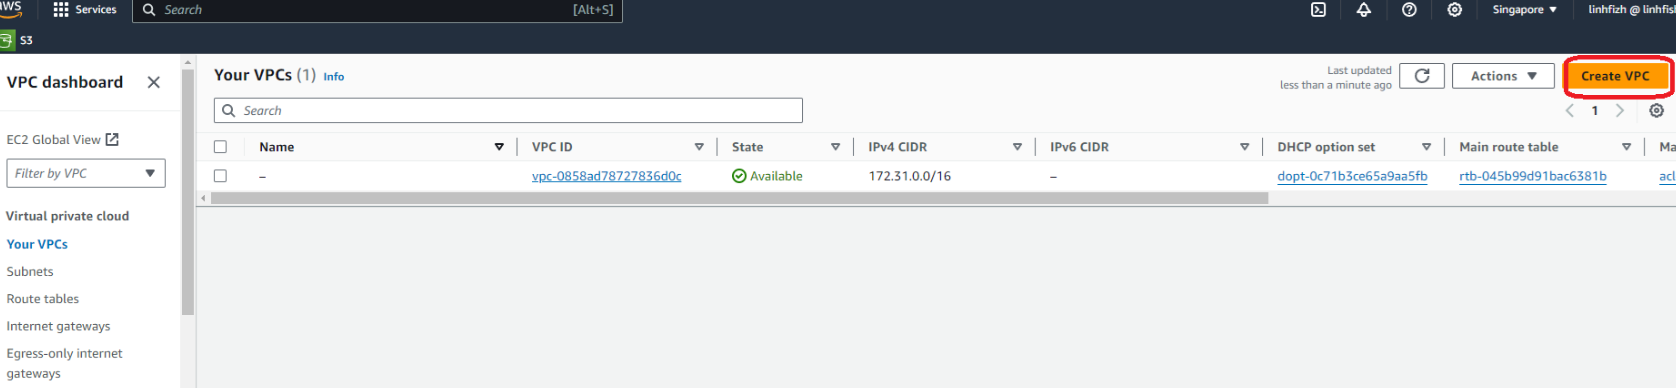 aws Services Search [Alt+S] Singapore linhfizh @ linhfish
S3
VPC dashboard
EC2 Global View
Filter by VPC
Virtual private cloud
Your VPCs
Subnets
Route tables
Internet gateways
Egress-only internet
gateways
Your VPCs (1) Info
Last updated
less than a minute ago
Actions
Create VPC
Search
1
Name VPC ID State IPv4 CIDR IPv6 CIDR DHCP option set Main route table Ma
– vpc-0858ad78727836d0c Available 172.31.0.0/16 – dopt-0c71b3ce65a9aa5fb rtb-045b99d91bac6381b acl